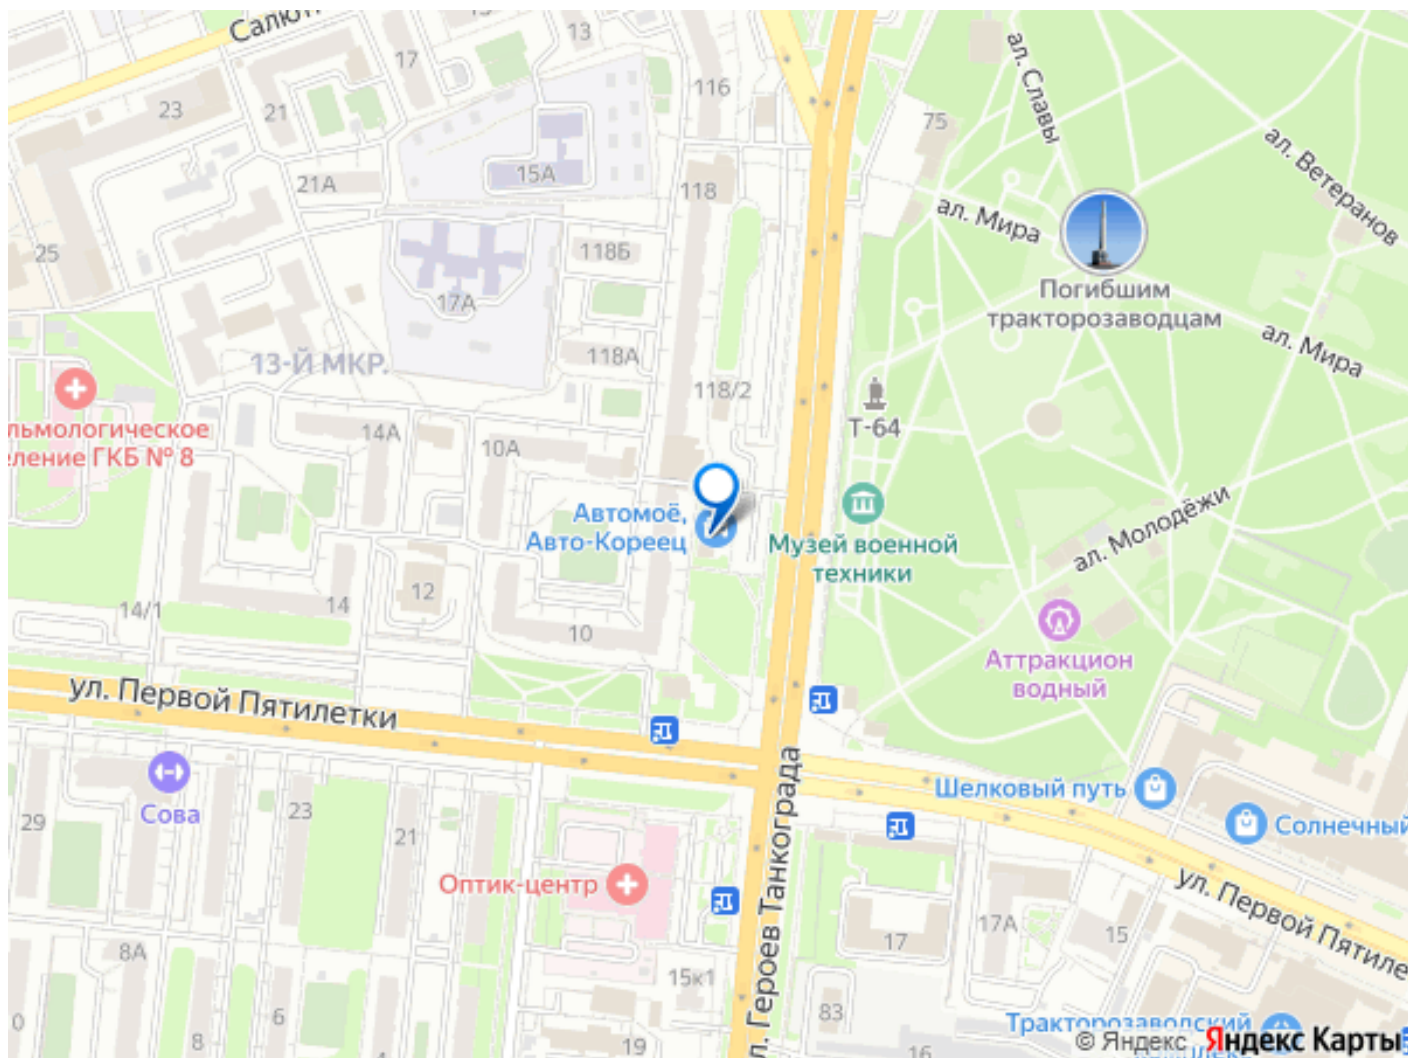 Салют
13
17
116
23
21
75
ал. Славы
ал. Ветеранов
15А
21А
118
ал. Мира
25
118Б
Погибшим
тракторозаводцам
17А
13-Й МКР.
118А
118/2
ал. Мира
Т-64
льмологическое
еление ГКБ № 8
14А
10А
Автомоё,
Авто-Кореец
ал. Молодёжи
Музей военной
техники
12
14
14/1
10
Аттракцион
водный
ул. Первой Пятилетки
Шелковый путь
Сова
23
29
21
Солнечный
Оптик-центр
л. Героев Танкограда
ул. Первой Пятиле
17А
15
17
8А
15к1
83
6
0
8
4
19
16
Тракторозаводский
© Яндекс
Яндекс Карты